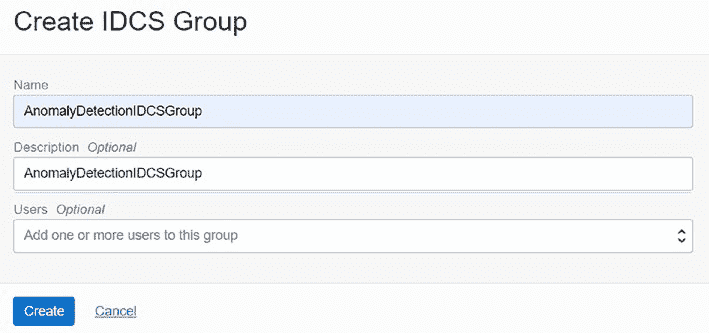 Create IDCS Group
Name
AnomalyDetectionIDCSGroup
Description Optional
AnomalyDetectionIDCSGroup
Users Optional
Add one or more users to this group
Create Cancel